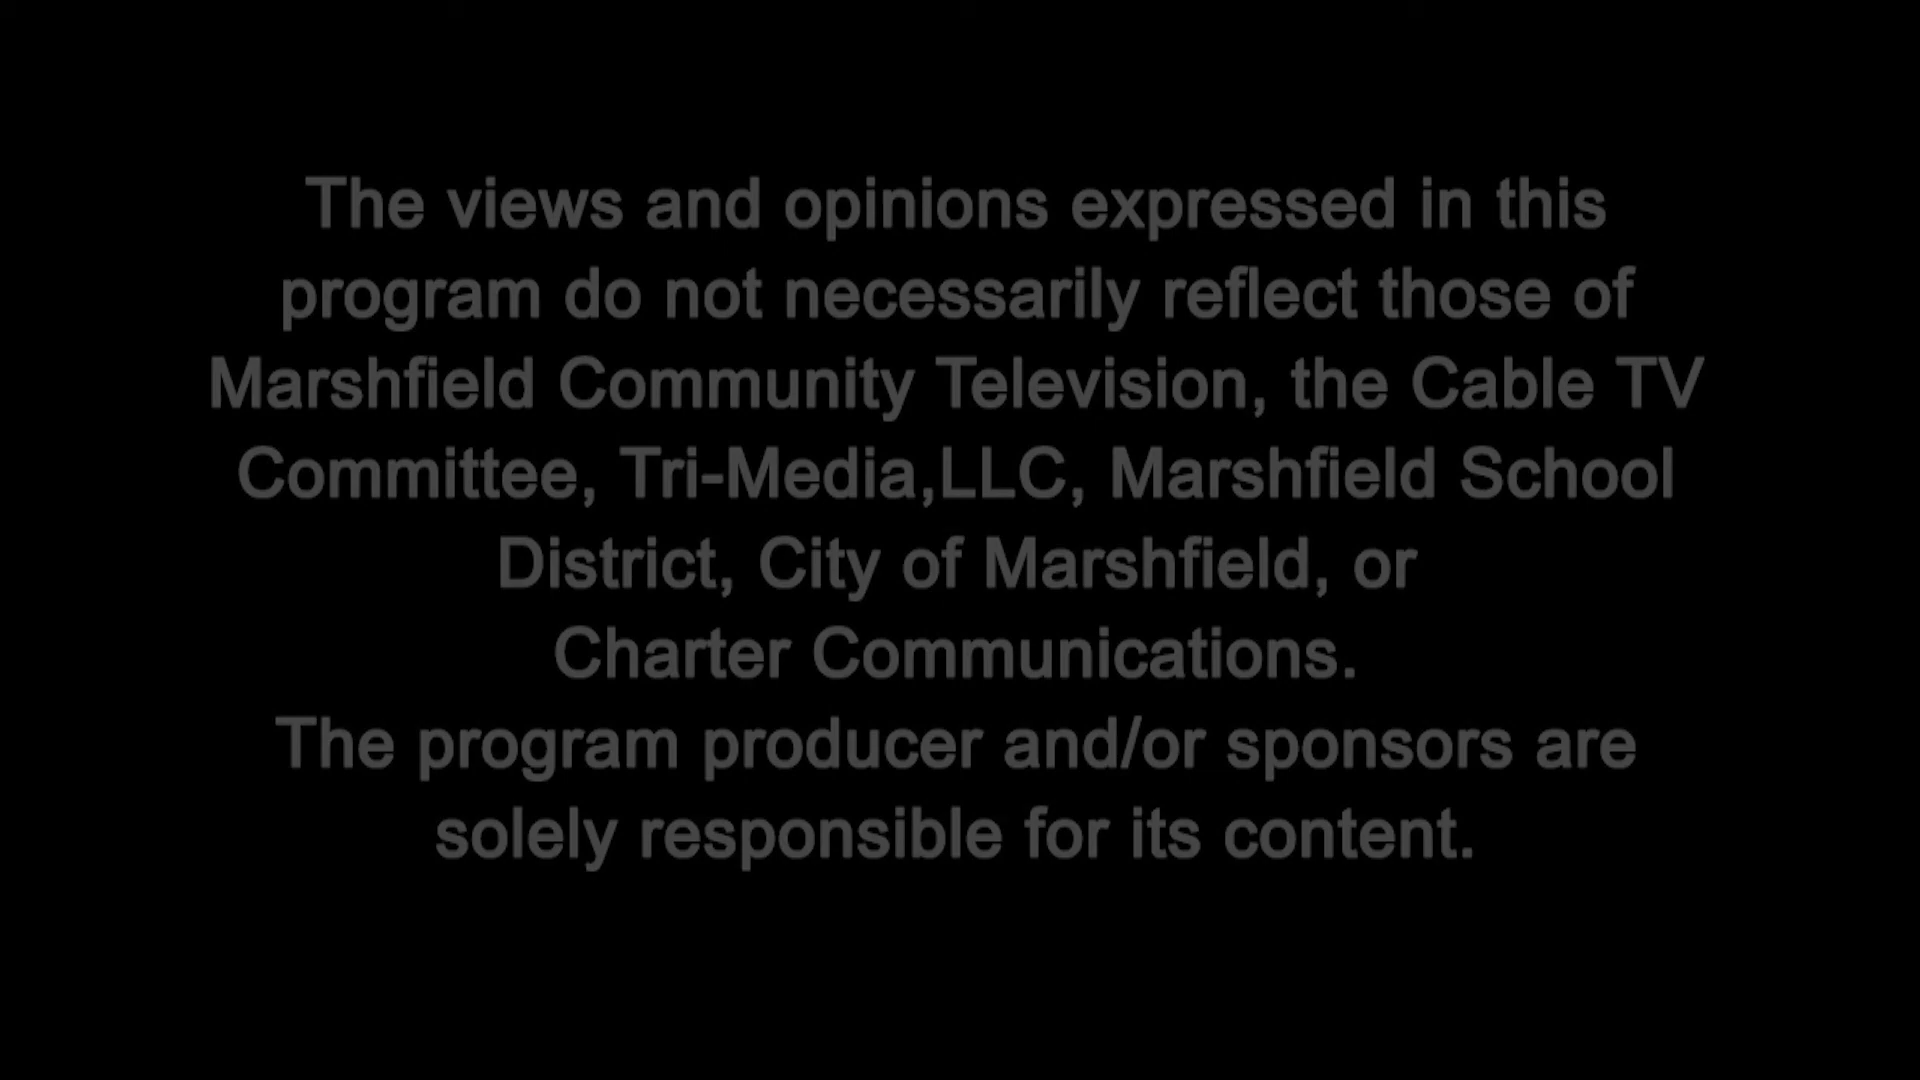 The views and opinions expressed in this
program do not necessarily reflect those of
Marshfield Community Television, the Cable TV
Committee, Tri-Media,LLC, Marshfield School
District, City of Marshfield, or
Charter Communications.
The program producer and/or sponsors are
solely responsible for its content.